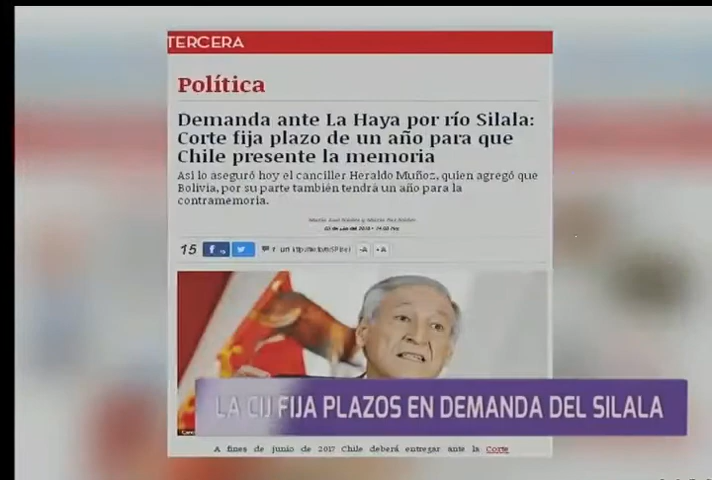 TERCERA
Política
Demanda ante La Haya por río Silala:
Corte fija plazo de un año para que
Chile presente la memoria
Así lo aseguró hoy el canciller Heraldo Muñoz, quien agregó que
Bolivia, por su parte también tendrá un año para la
contramemoria.
15
-A +A
LA CIJ FIJA PLAZOS EN DEMANDA DEL SILALA
A fines de junio de 2017 Chile deberá entregar ante la Corte